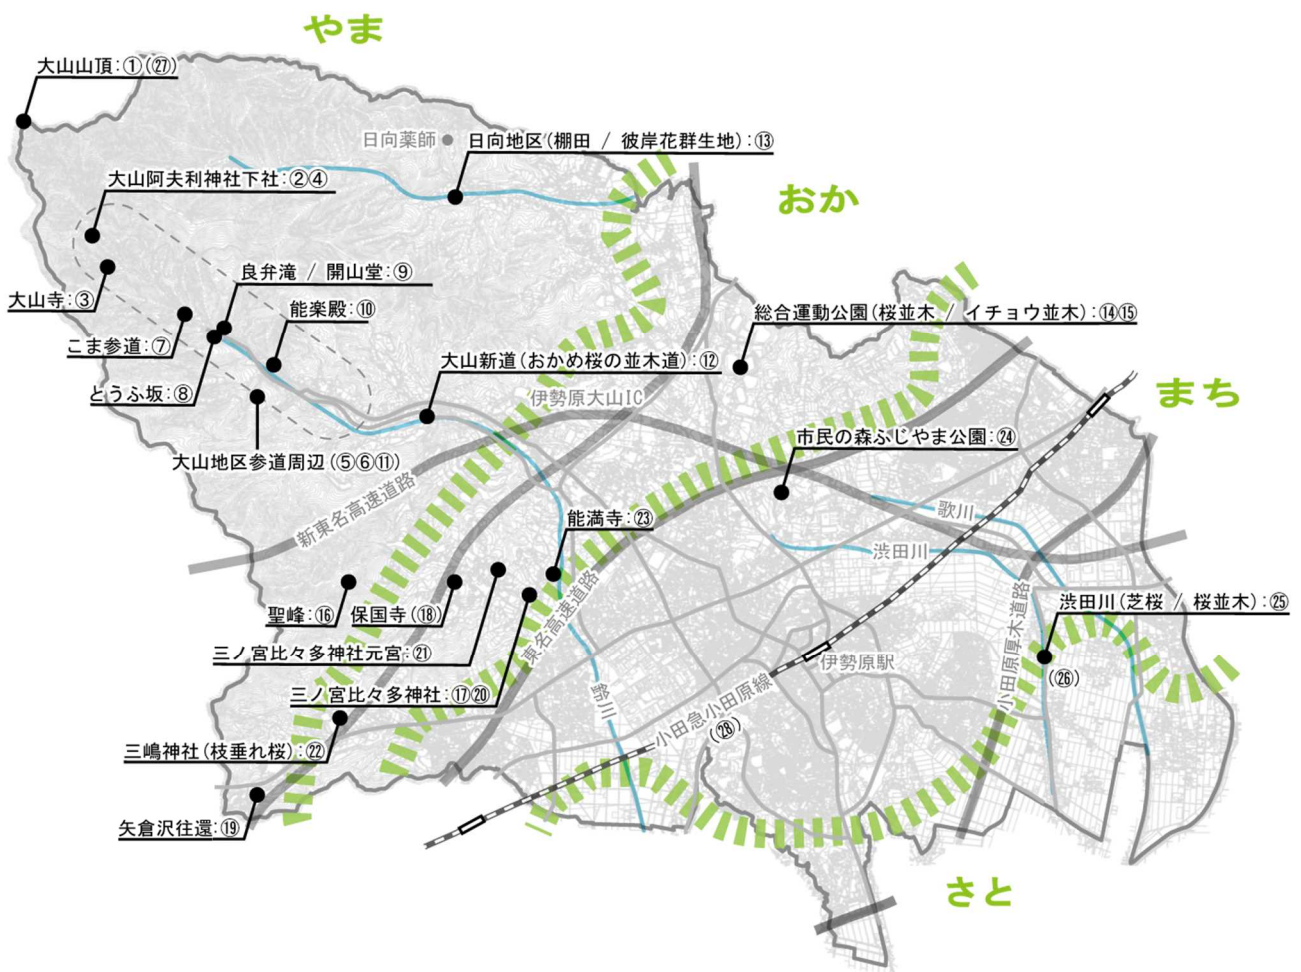 やま
大山山頂:①(㉗)
日向薬師
日向地区(棚田 / 彼岸花群生地):⑬
大山阿夫利神社下社:②④
おか
良弁滝 / 開山堂:⑨
大山寺:③
能楽殿:⑩
総合運動公園(桜並木 / イチョウ並木):⑭⑮
こま参道:⑦
大山新道(おかめ桜の並木道):⑫
とうふ坂:⑧
伊勢原大山IC
まち
市民の森ふじやま公園:㉔
大山地区参道周辺(⑤⑥⑪)
新東名高速道路
歌川
能満寺:㉓
渋田川
聖峰:⑯
保国寺(⑱)
東名高速道路
小田原厚木道路
渋田川(芝桜 / 桜並木):㉕
三ノ宮比々多神社元宮:㉑
伊勢原駅
(㉖)
三ノ宮比々多神社:⑰⑳
鈴川
小田急小田原線
(㉘)
三嶋神社(枝垂れ桜):㉒
矢倉沢往還:⑲
さと